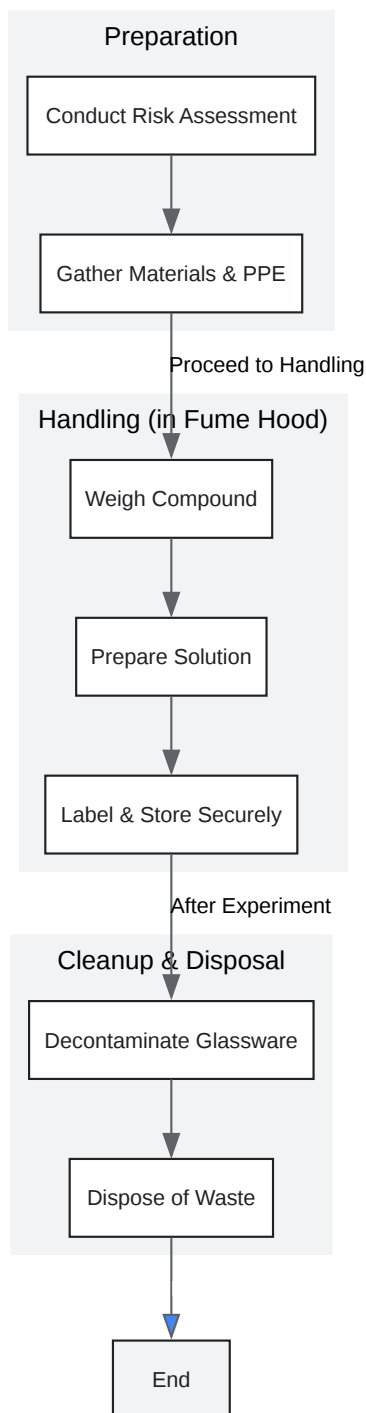 Preparation
Conduct Risk Assessment
Gather Materials & PPE
Proceed to Handling
Handling (in Fume Hood)
Weigh Compound
Prepare Solution
Label & Store Securely
After Experiment
Cleanup & Disposal
Decontaminate Glassware
Dispose of Waste
End